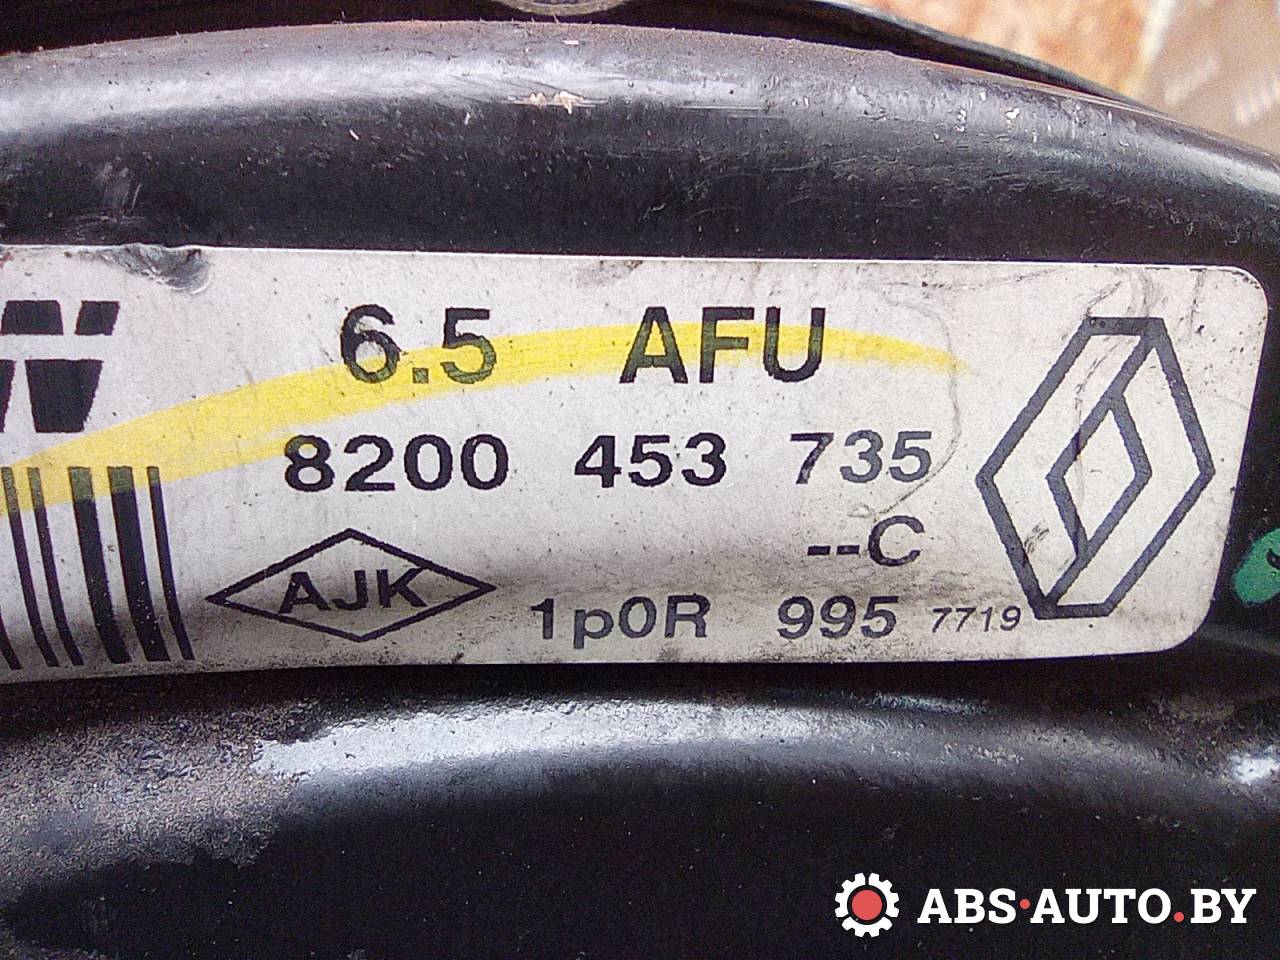 6.5 AFU
8200 453 735
--C
AJK
1p0R 995 7719
ABS·AUTO.BY